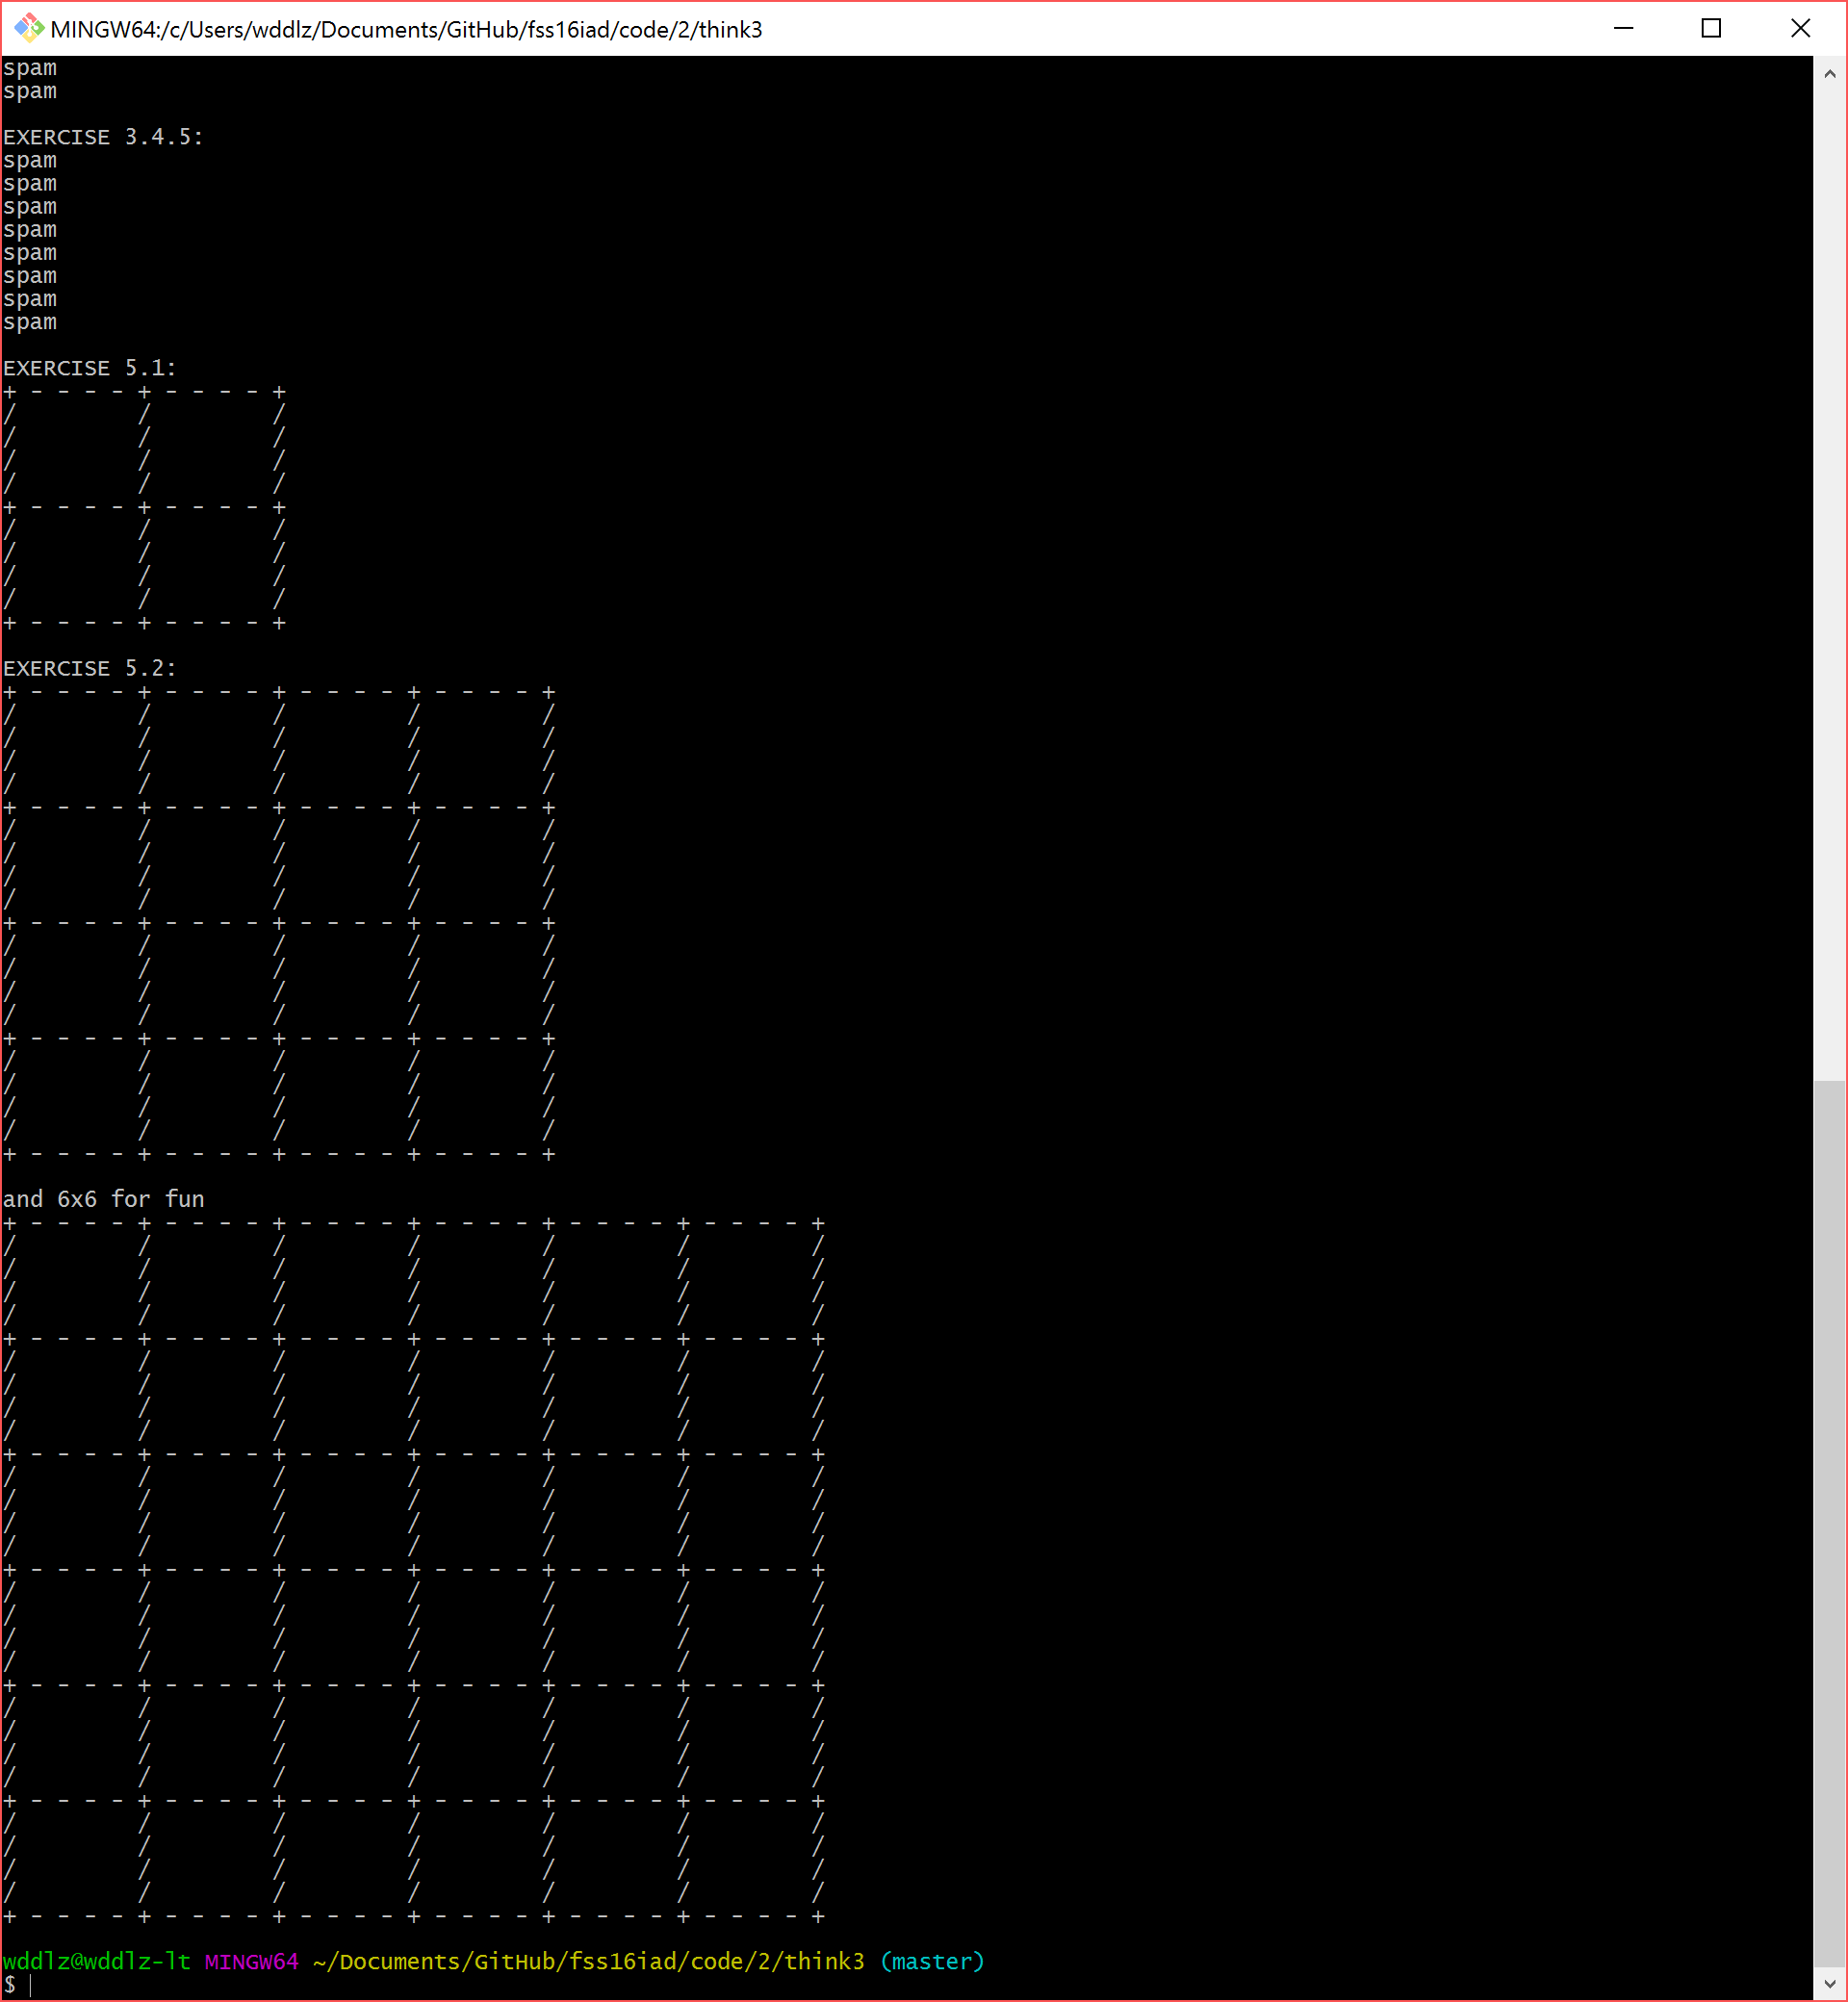 MINGW64:/c/Users/wddlz/Documents/GitHub/fss16iad/code/2/think3
spam
spam
EXERCISE 3.4.5:
spam
spam
spam
spam
spam
spam
spam
spam
EXERCISE 5.1:
+ - - - - + - - - - +
/         /         /
/         /         /
/         /         /
/         /         /
+ - - - - + - - - - +
/         /         /
/         /         /
/         /         /
/         /         /
+ - - - - + - - - - +
EXERCISE 5.2:
+ - - - - + - - - - + - - - - + - - - - +
/         /         /         /         /
/         /         /         /         /
/         /         /         /         /
/         /         /         /         /
+ - - - - + - - - - + - - - - + - - - - +
/         /         /         /         /
/         /         /         /         /
/         /         /         /         /
/         /         /         /         /
+ - - - - + - - - - + - - - - + - - - - +
/         /         /         /         /
/         /         /         /         /
/         /         /         /         /
/         /         /         /         /
+ - - - - + - - - - + - - - - + - - - - +
/         /         /         /         /
/         /         /         /         /
/         /         /         /         /
/         /         /         /         /
+ - - - - + - - - - + - - - - + - - - - +
and 6x6 for fun
+ - - - - + - - - - + - - - - + - - - - + - - - - + - - - - +
/         /         /         /         /         /         /
/         /         /         /         /         /         /
/         /         /         /         /         /         /
/         /         /         /         /         /         /
+ - - - - + - - - - + - - - - + - - - - + - - - - + - - - - +
/         /         /         /         /         /         /
/         /         /         /         /         /         /
/         /         /         /         /         /         /
/         /         /         /         /         /         /
+ - - - - + - - - - + - - - - + - - - - + - - - - + - - - - +
/         /         /         /         /         /         /
/         /         /         /         /         /         /
/         /         /         /         /         /         /
/         /         /         /         /         /         /
+ - - - - + - - - - + - - - - + - - - - + - - - - + - - - - +
/         /         /         /         /         /         /
/         /         /         /         /         /         /
/         /         /         /         /         /         /
/         /         /         /         /         /         /
+ - - - - + - - - - + - - - - + - - - - + - - - - + - - - - +
/         /         /         /         /         /         /
/         /         /         /         /         /         /
/         /         /         /         /         /         /
/         /         /         /         /         /         /
+ - - - - + - - - - + - - - - + - - - - + - - - - + - - - - +
/         /         /         /         /         /         /
/         /         /         /         /         /         /
/         /         /         /         /         /         /
/         /         /         /         /         /         /
+ - - - - + - - - - + - - - - + - - - - + - - - - + - - - - +
wddlz@wddlz-lt MINGW64 ~/Documents/GitHub/fss16iad/code/2/think3 (master)
$